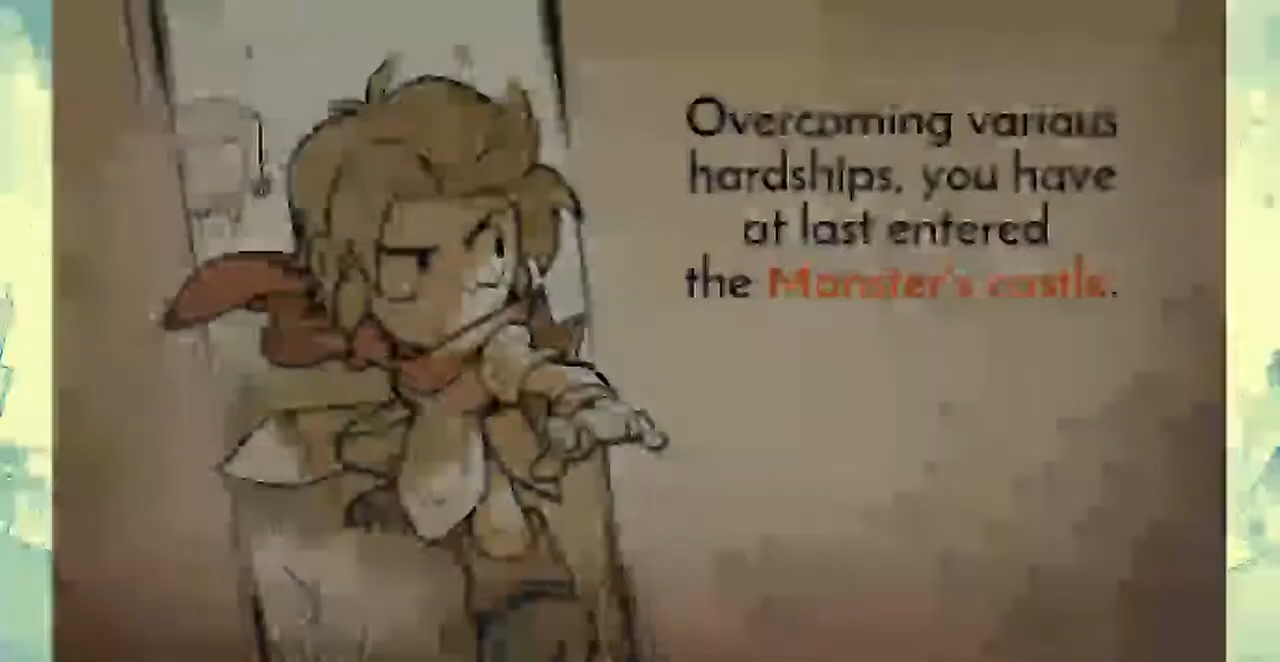 Overcoming various
hardships, you have
at last entered
the Monster's castle.